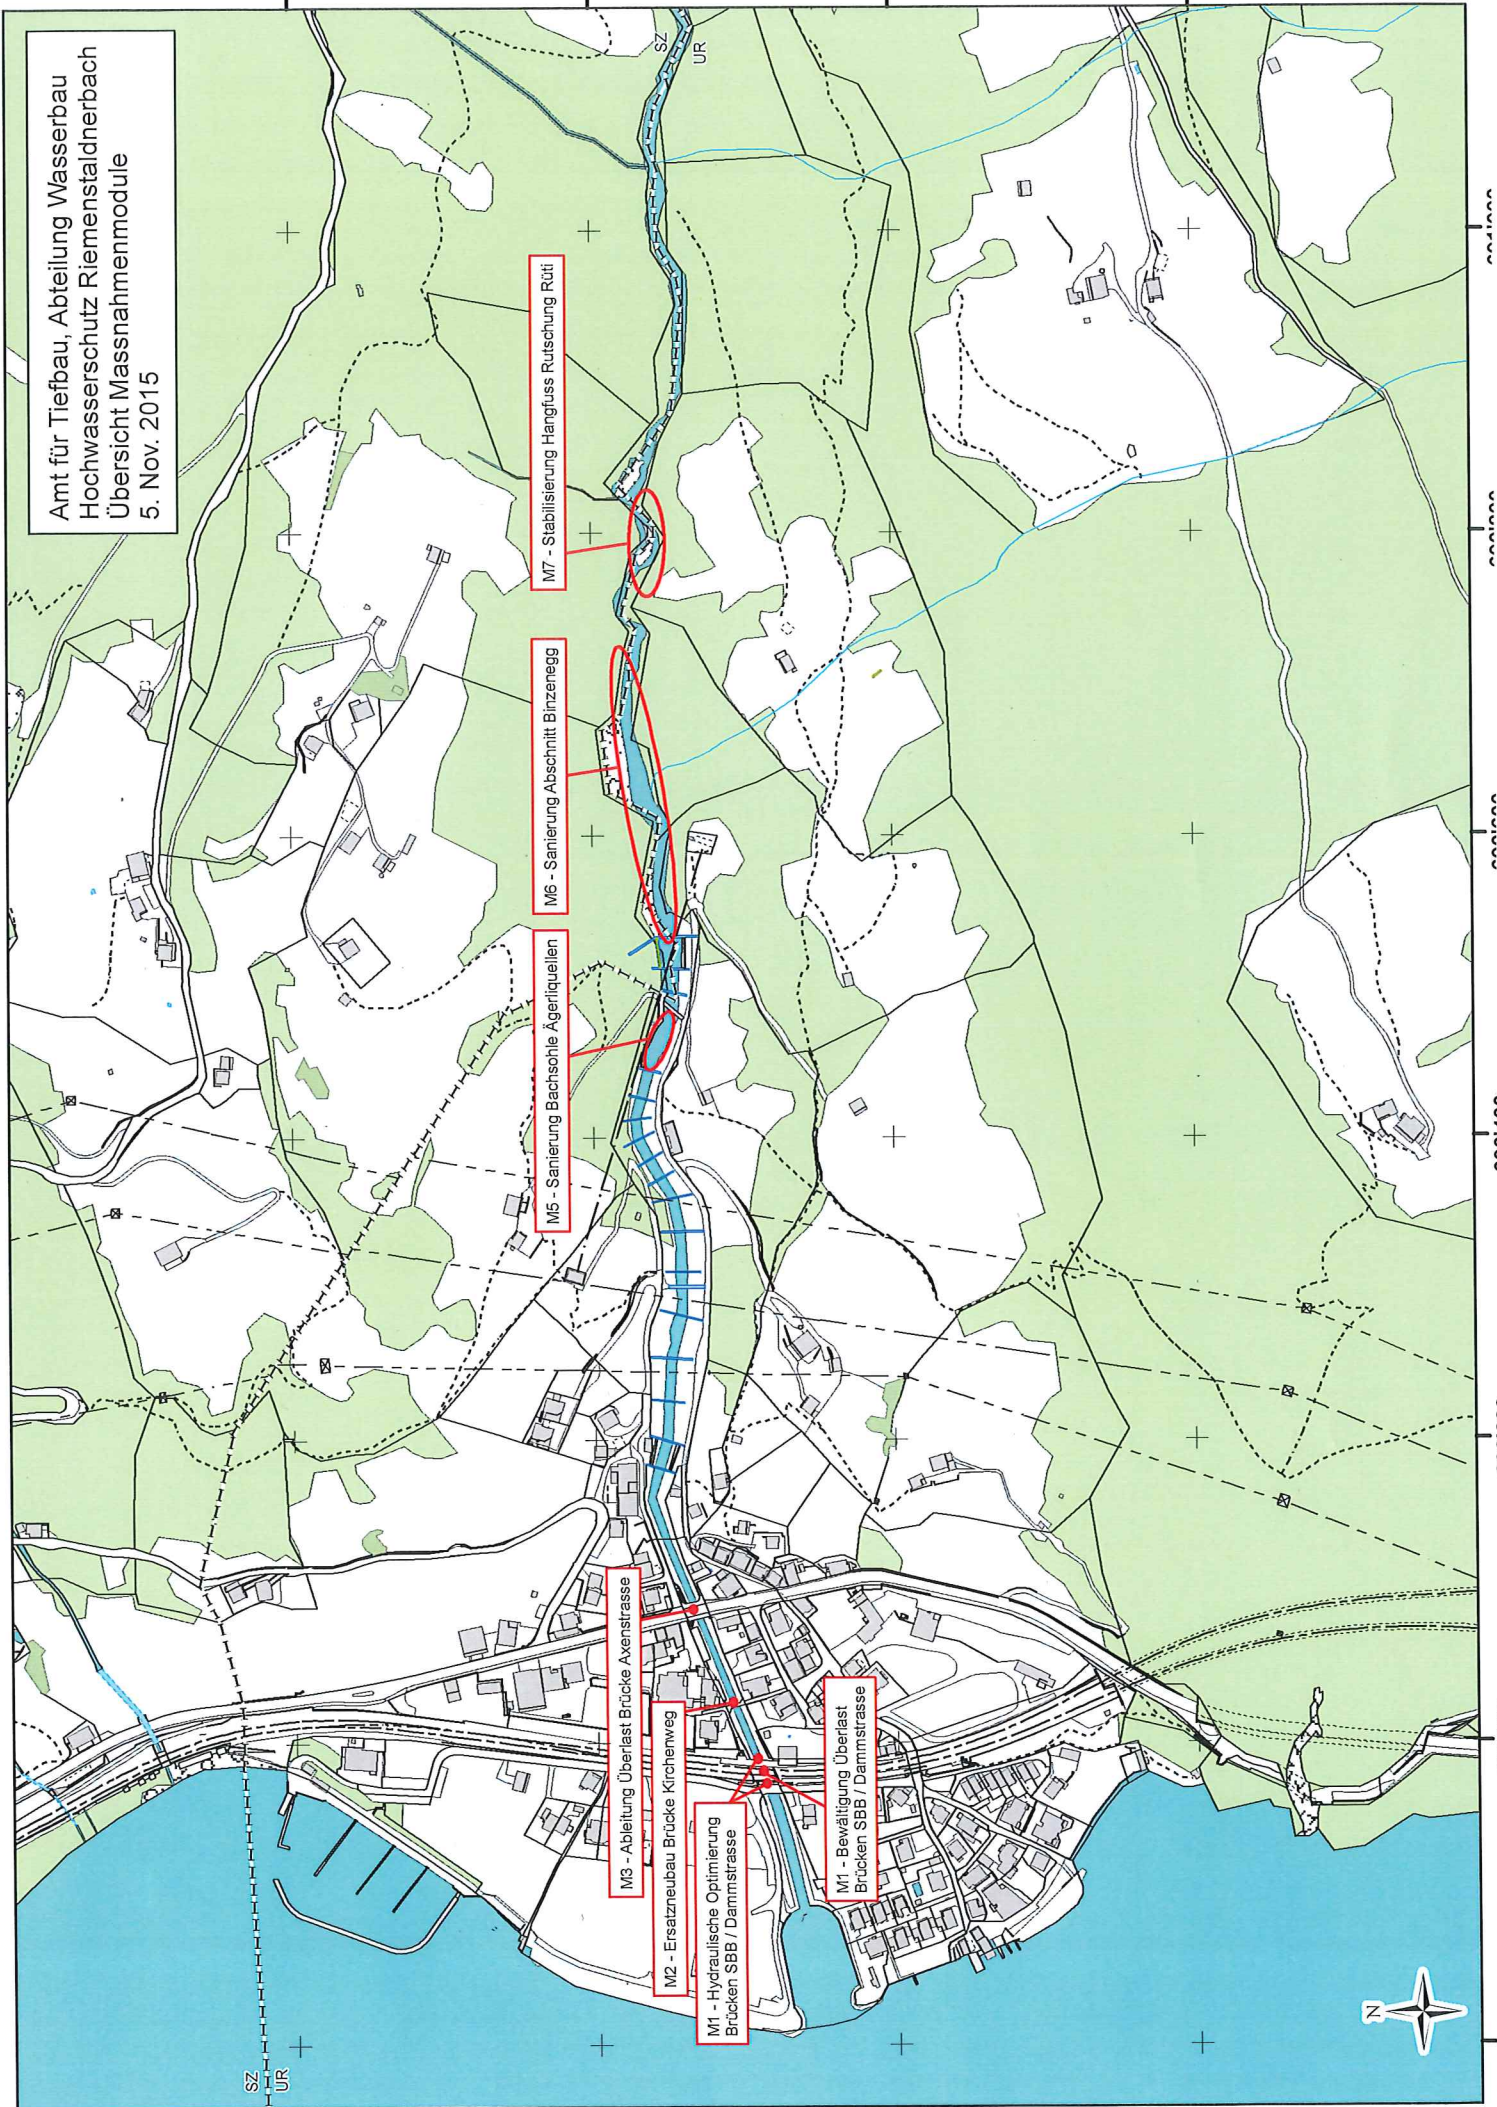 Amt für Tiefbau, Abteilung Wasserbau
Hochwasserschutz Riemenstaldnerbach
Übersicht Massnahmenmodule
5. Nov. 2015
SZ
UR
M7 - Stabilisierung Hangfuss Rutschung Rüti
M6 - Sanierung Abschnitt Binzenegg
M5 - Sanierung Bachsohle Ägerliquellen
M3 - Ableitung Überlast Brücke Axenstrasse
M2 - Ersatzneubau Brücke Kirchenweg
M1 - Hydraulische Optimierung
Brücken SBB / Dammstrasse
M1 - Bewältigung Überlast
Brücken SBB / Dammstrasse
SZ
UR
N